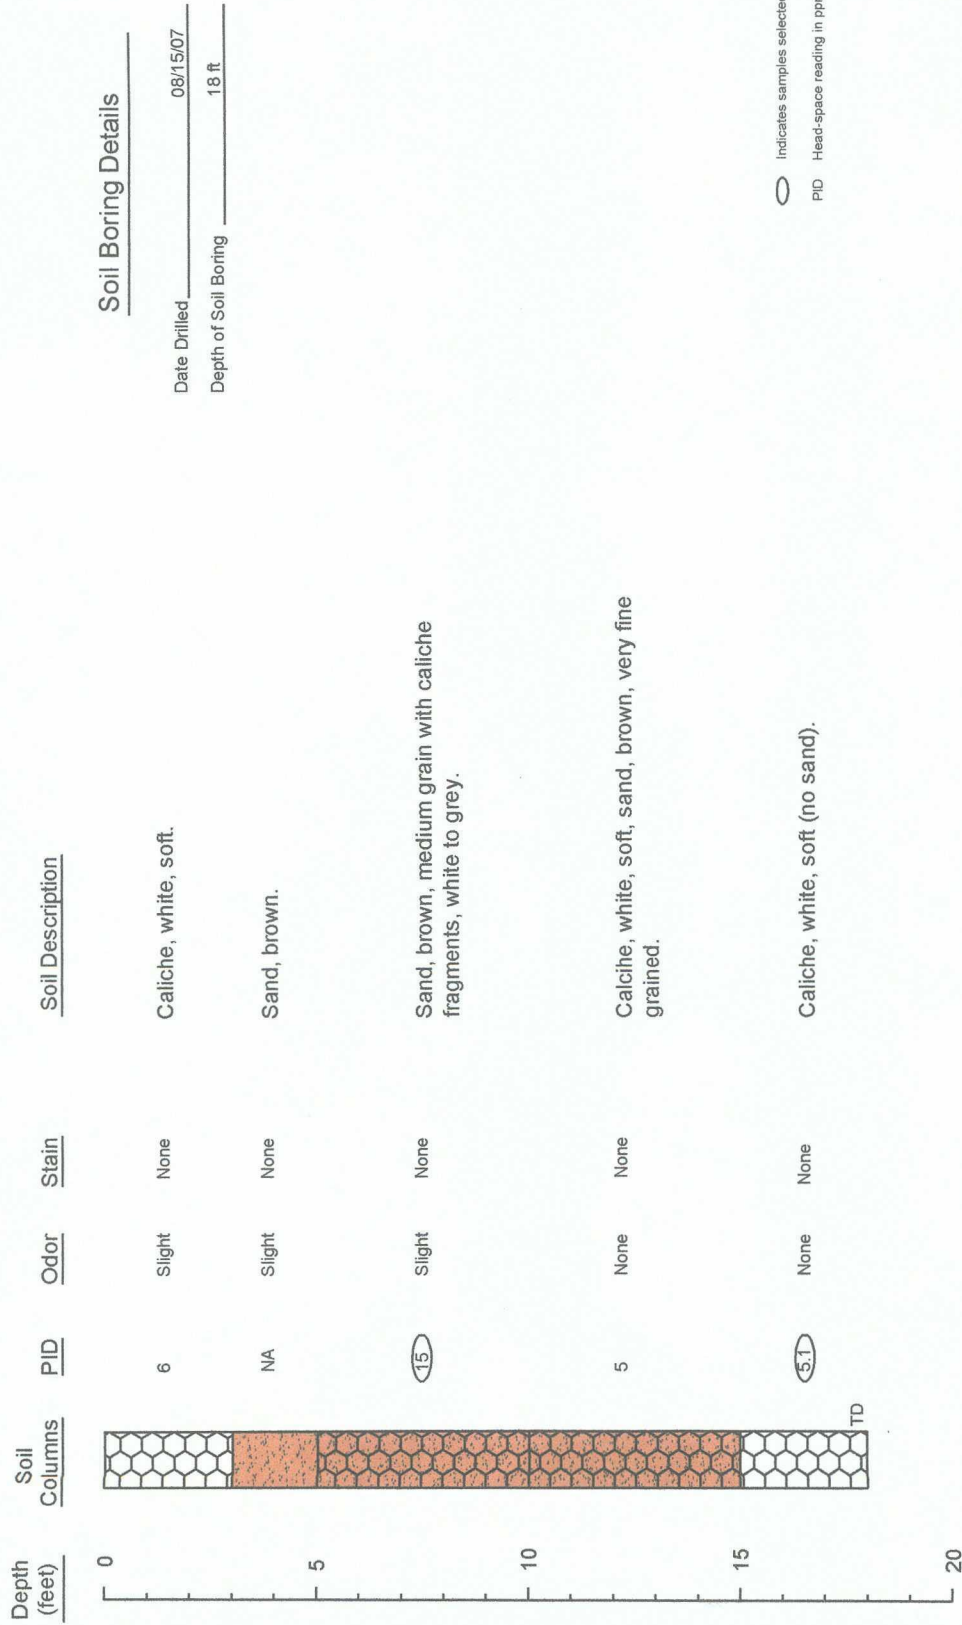 Depth
(feet)
Soil
Columns
PID
Odor
Stain
Soil Description
0
6
Slight
None
Caliche, white, soft.
NA
Slight
None
Sand, brown.
5
15
Slight
None
Sand, brown, medium grain with caliche
fragments, white to grey.
10
5
None
None
Calcihe, white, soft, sand, brown, very fine
grained.
15
5.1
None
None
Caliche, white, soft (no sand).
TD
20
Soil Boring Details
Date Drilled 08/15/07
Depth of Soil Boring 18 ft
Indicates samples selected
PID Head-space reading in